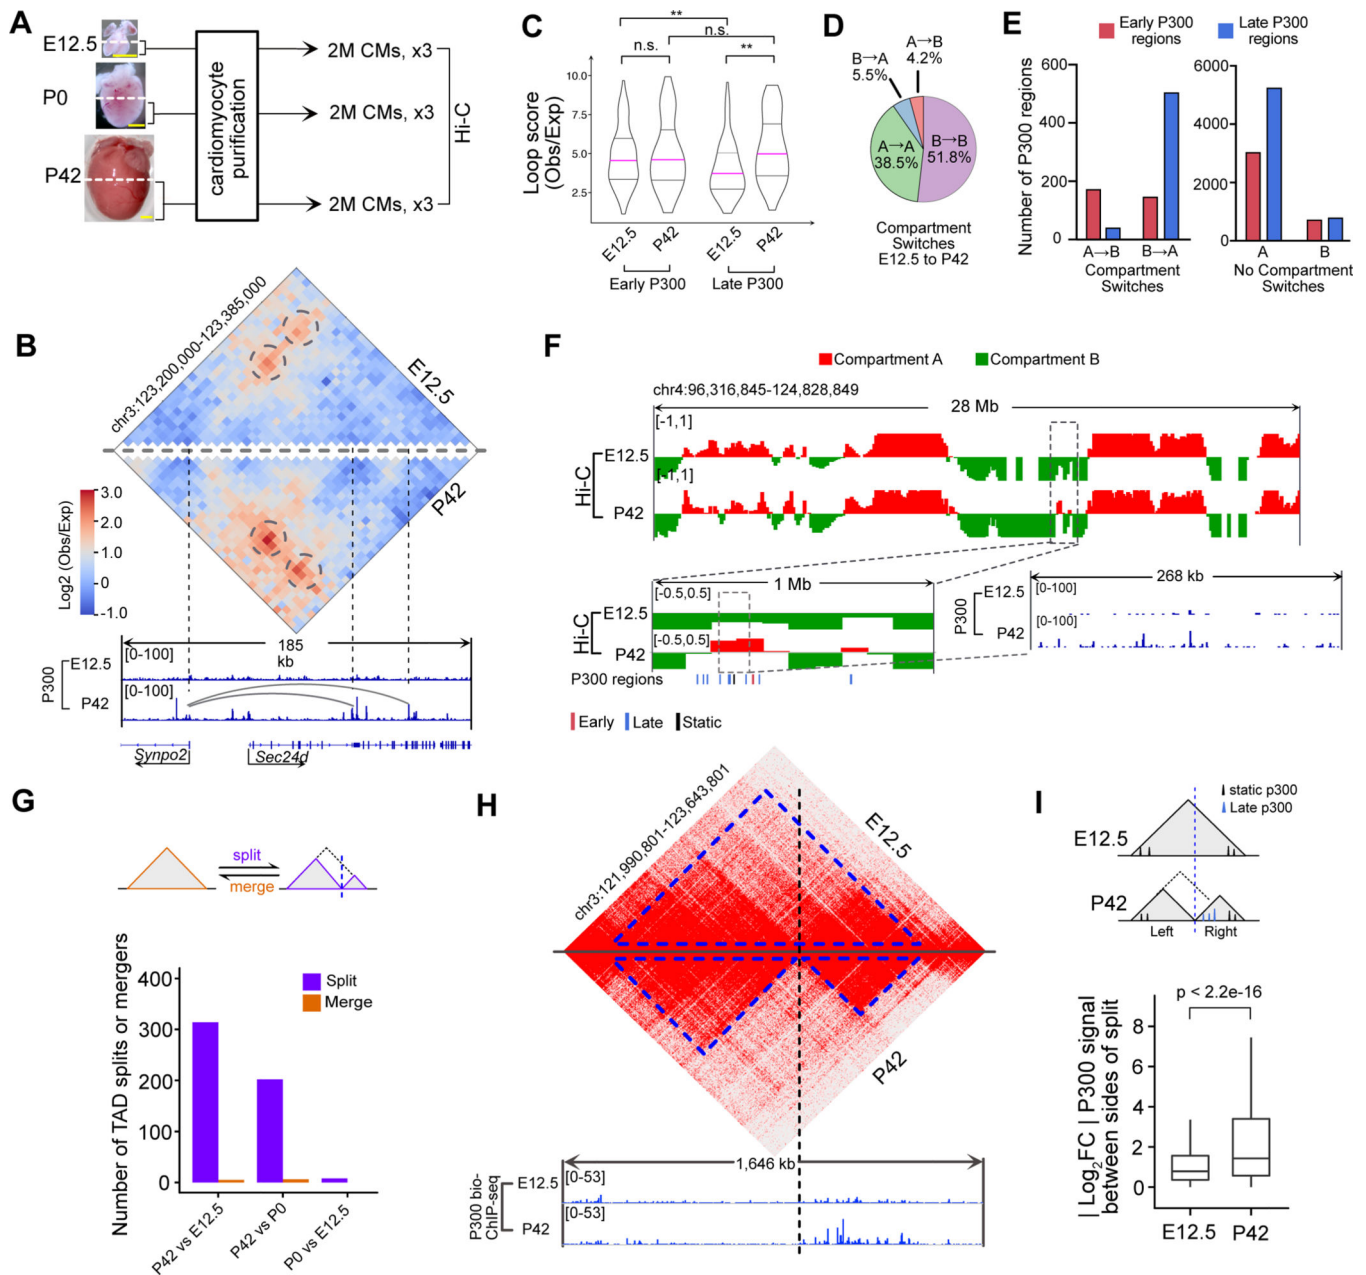 A
E12.5
P0
P42
cardiomyocyte
purification
2M CMs, x3
2M CMs, x3
2M CMs, x3
Hi-C
B
chr3:123,200,000-123,385,000
E12.5
P42
3.0
2.0
1.0
0
-1.0
Log2 (Obs/Exp)
185
kb
P300
E12.5
[0-100]
P42
[0-100]
Synpo2
Sec24d
C
**
n.s.
n.s.
**
Loop score
(Obs/Exp)
10.0
7.5
5.0
2.5
E12.5
P42
E12.5
P42
Early P300
Late P300
D
A→B
4.2%
B→A
5.5%
A→A
38.5%
B→B
51.8%
Compartment
Switches
E12.5 to P42
E
Early P300
regions
Late P300
regions
Number of P300 regions
600
400
200
0
A→B
B→A
Compartment
Switches
6000
4000
2000
0
A
B
No Compartment
Switches
F
Compartment A
Compartment B
chr4:96,316,845-124,828,849
28 Mb
[-1,1]
E12.5
[-1,1]
P42
Hi-C
1 Mb
[-0.5,0.5]
E12.5
[-0.5,0.5]
P42
Hi-C
P300 regions
Early
Late
Static
268 kb
P300
E12.5
[0-100]
P42
[0-100]
G
split
merge
Number of TAD splits or mergers
400
300
200
100
0
Split
Merge
P42 vs E12.5
P42 vs P0
P0 vs E12.5
H
chr3:121,990,801-123,643,801
E12.5
P42
1,646 kb
P300 bio-
ChIP-seq
E12.5
[0-53]
P42
[0-53]
I
static p300
Late p300
E12.5
P42
Left
Right
p < 2.2e-16
| Log2FC | P300 signal
between sides of split
8
6
4
2
0
E12.5
P42